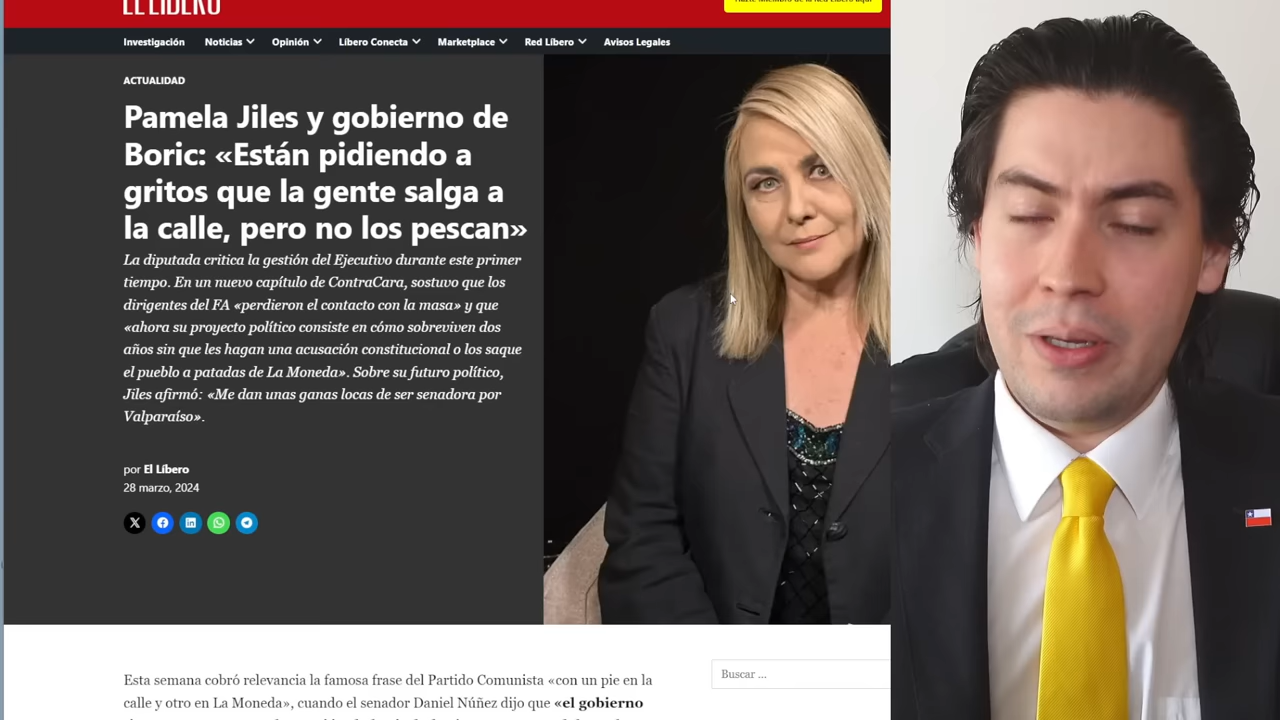 EL LÍBERO
Investigación Noticias Opinión Líbero Conecta Marketplace Red Líbero Avisos Legales
ACTUALIDAD
Pamela Jiles y gobierno de
Boric: «Están pidiendo a
gritos que la gente salga a
la calle, pero no los pescan»
La diputada critica la gestión del Ejecutivo durante este primer
tiempo. En un nuevo capítulo de ContraCara, sostuvo que los
dirigentes del FA «perdieron el contacto con la masa» y que
«ahora su proyecto político consiste en cómo sobreviven dos
años sin que les hagan una acusación constitucional o los saque
el pueblo a patadas de La Moneda». Sobre su futuro político,
Jiles afirmó: «Me dan unas ganas locas de ser senadora por
Valparaíso».
por El Líbero
28 marzo, 2024
Esta semana cobró relevancia la famosa frase del Partido Comunista «con un pie en la
calle y otro en La Moneda», cuando el senador Daniel Núñez dijo que «el gobierno
Buscar ...